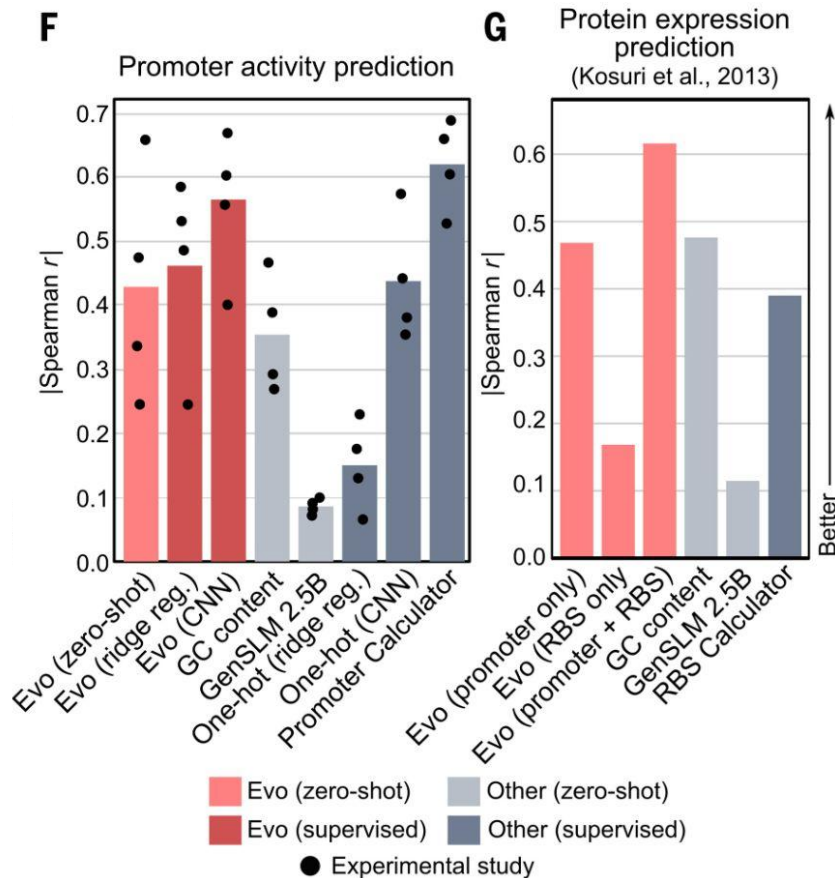 F
Promoter activity prediction
|Spearman r|
0.7
0.6
0.5
0.4
0.3
0.2
0.1
0.0
Evo (zero-shot)
Evo (ridge reg.)
Evo (CNN)
GC content
GenSLM 2.5B
One-hot (ridge reg.)
One-hot (CNN)
Promoter Calculator
G
Protein expression
prediction
(Kosuri et al., 2013)
|Spearman r|
0.6
0.5
0.4
0.3
0.2
0.1
0.0
Better
Evo (promoter only)
Evo (RBS only
Evo (promoter + RBS)
GC content
GenSLM 2.5B
RBS Calculator
Evo (zero-shot)
Other (zero-shot)
Evo (supervised)
Other (supervised)
Experimental study